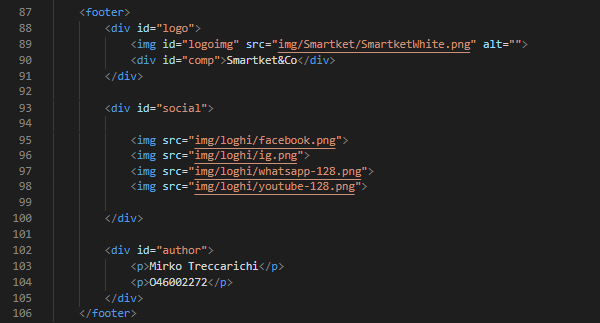 87 <footer>
88 <div id="logo">
89 <img id="logoimg" src="img/Smartket/SmartketWhite.png" alt="">
90 <div id="comp">Smartket&Co</div>
91 </div>
92
93 <div id="social">
94
95 <img src="img/loghi/facebook.png">
96 <img src="img/loghi/ig.png">
97 <img src="img/loghi/whatsapp-128.png">
98 <img src="img/loghi/youtube-128.png">
99
100 </div>
101
102 <div id="author">
103 <p>Mirko Treccarichi</p>
104 <p>O46002272</p>
105 </div>
106 </footer>